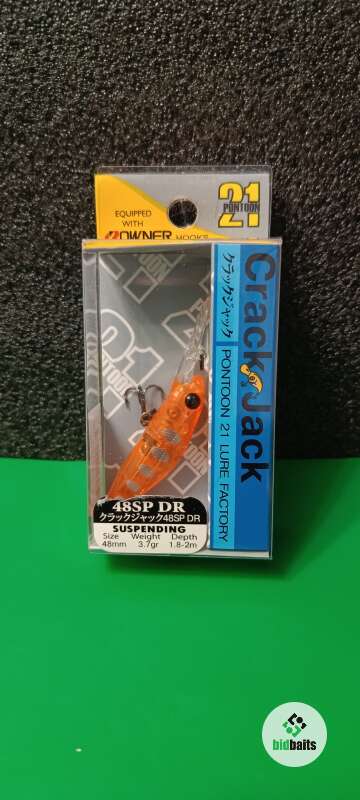 EQUIPPED
WITH
OWNER HOOKS
21
PONTOON
Crack Jack
クラックジャック
PONTOON 21 LURE FACTORY
48SP DR
クラックジャック48SP DR
SUSPENDING
Size Weight Depth
48mm 3.7gr 1.8-2m
bidbaits